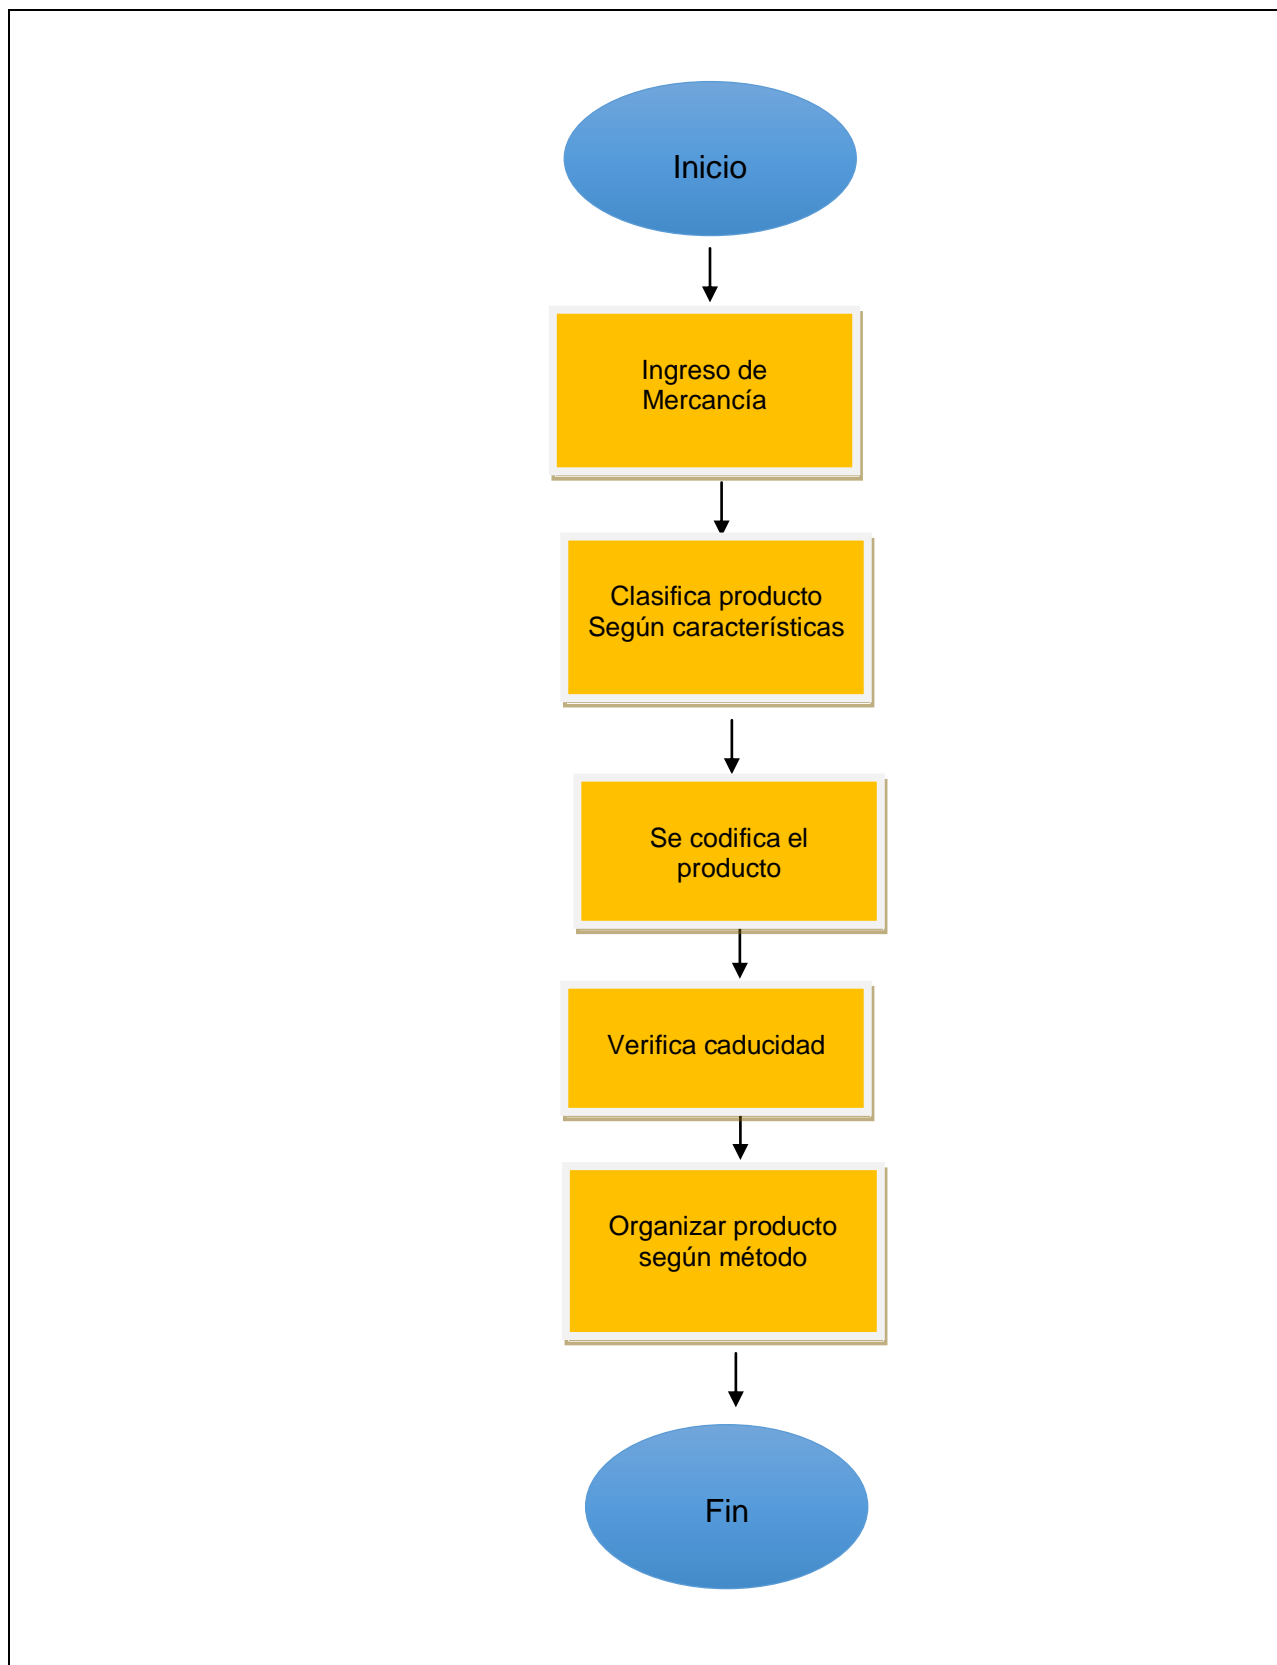 Inicio
Ingreso de
Mercancía
Clasifica producto
Según características
Se codifica el
producto
Verifica caducidad
Organizar producto
según método
Fin